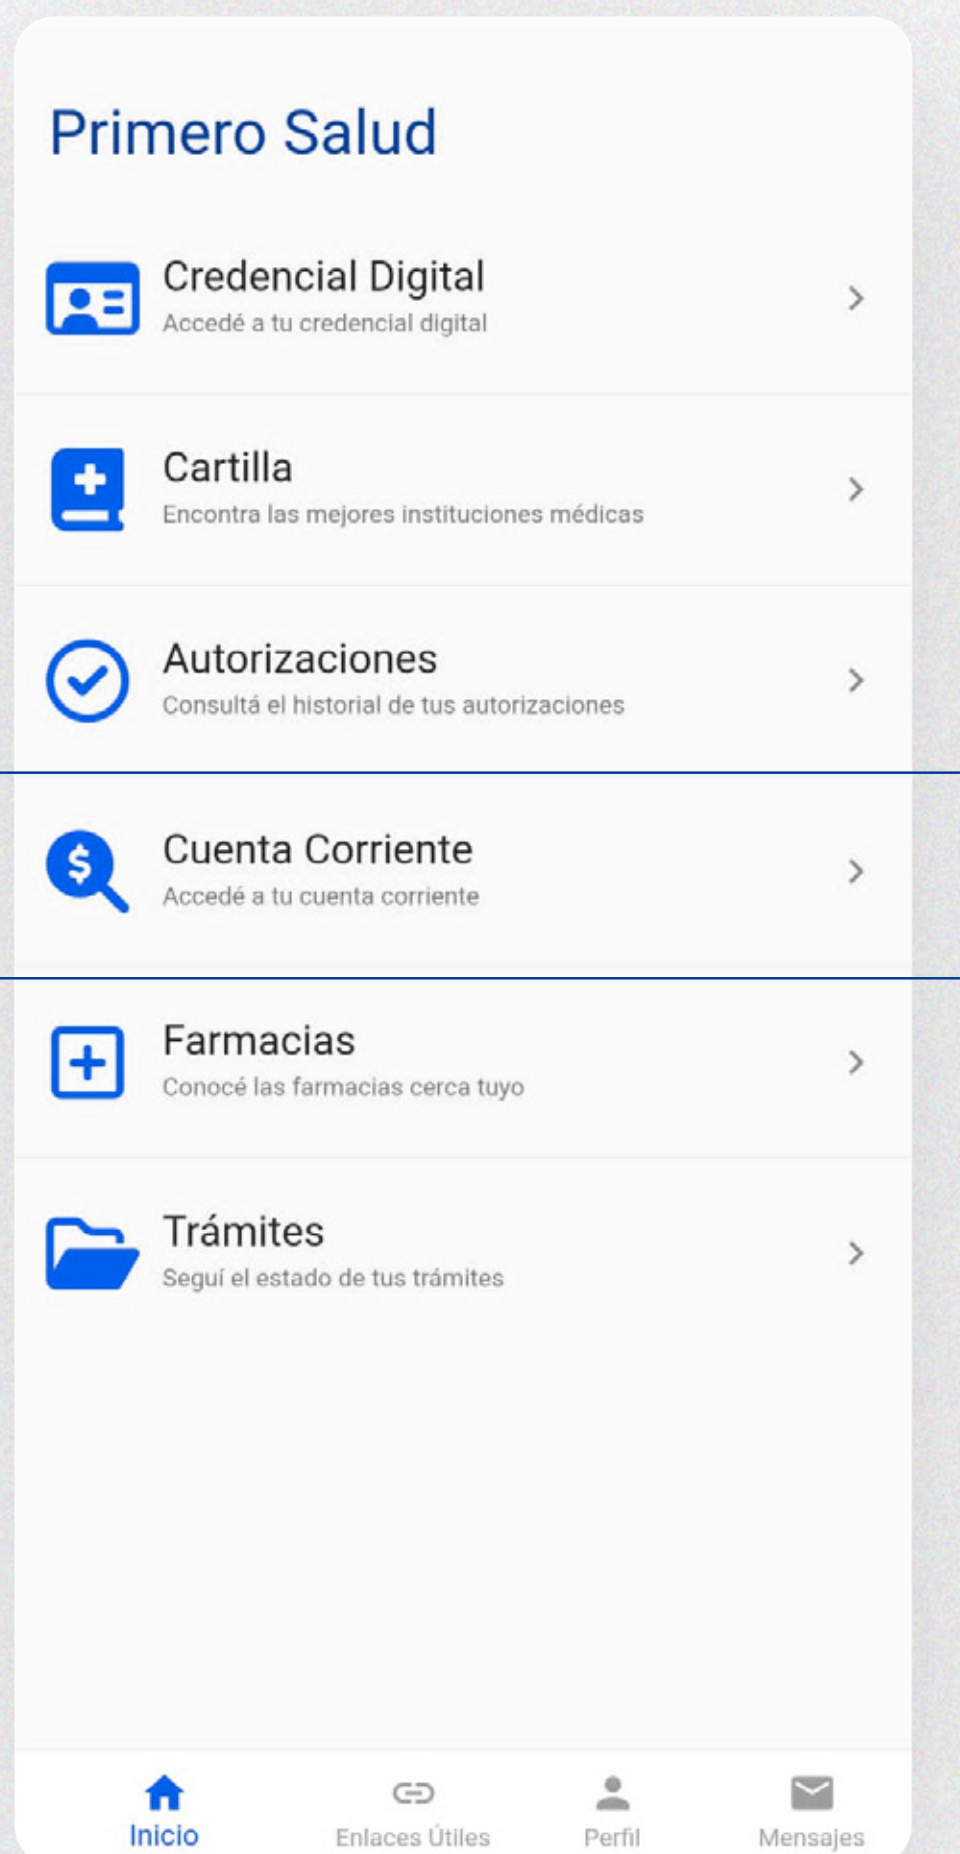 Primero Salud
Credencial Digital
Accedé a tu credencial digital
Cartilla
Encontra las mejores instituciones médicas
Autorizaciones
Consultá el historial de tus autorizaciones
Cuenta Corriente
Accedé a tu cuenta corriente
Farmacias
Conocé las farmacias cerca tuyo
Trámites
Seguí el estado de tus trámites
Inicio
Enlaces Útiles
Perfil
Mensajes